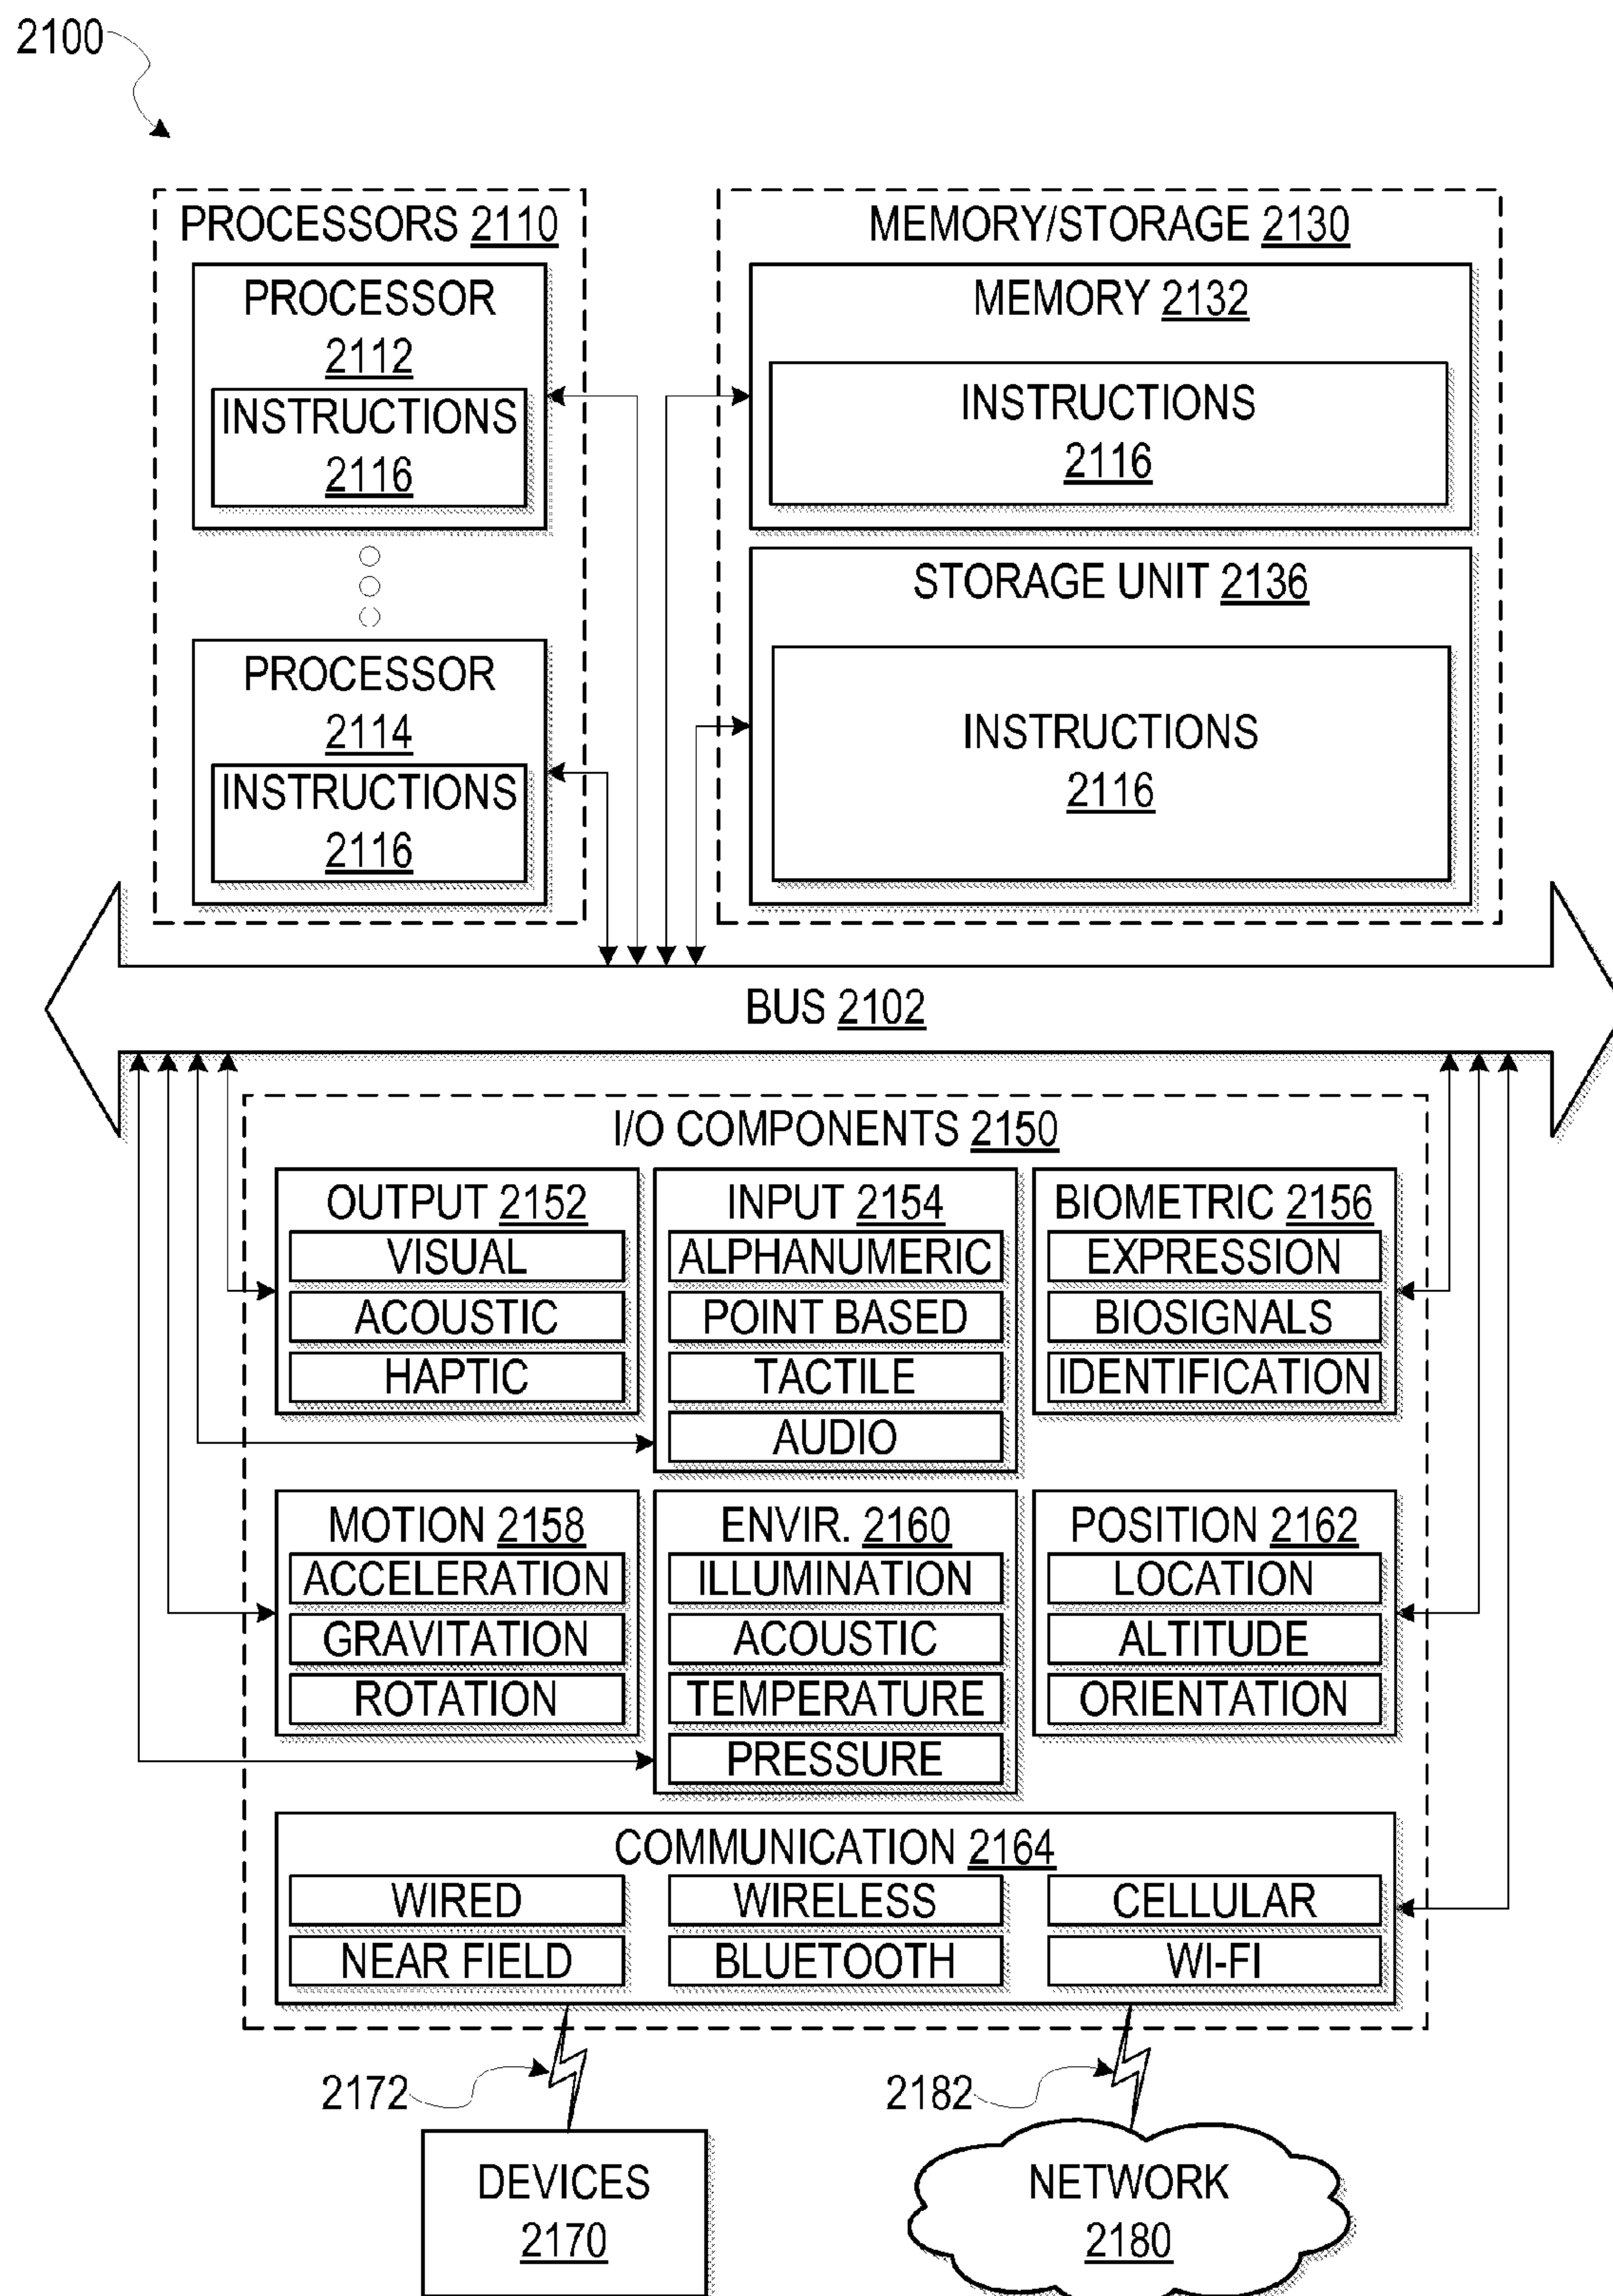 2100
PROCESSORS 2110
PROCESSOR
2112
INSTRUCTIONS
2116
PROCESSOR
2114
INSTRUCTIONS
2116
MEMORY/STORAGE 2130
MEMORY 2132
INSTRUCTIONS
2116
STORAGE UNIT 2136
INSTRUCTIONS
2116
BUS 2102
I/O COMPONENTS 2150
OUTPUT 2152
VISUAL
ACOUSTIC
HAPTIC
INPUT 2154
ALPHANUMERIC
POINT BASED
TACTILE
AUDIO
BIOMETRIC 2156
EXPRESSION
BIOSIGNALS
IDENTIFICATION
MOTION 2158
ACCELERATION
GRAVITATION
ROTATION
ENVIR. 2160
ILLUMINATION
ACOUSTIC
TEMPERATURE
PRESSURE
POSITION 2162
LOCATION
ALTITUDE
ORIENTATION
COMMUNICATION 2164
WIRED
WIRELESS
CELLULAR
NEAR FIELD
BLUETOOTH
WI-FI
2172
2182
DEVICES
2170
NETWORK
2180